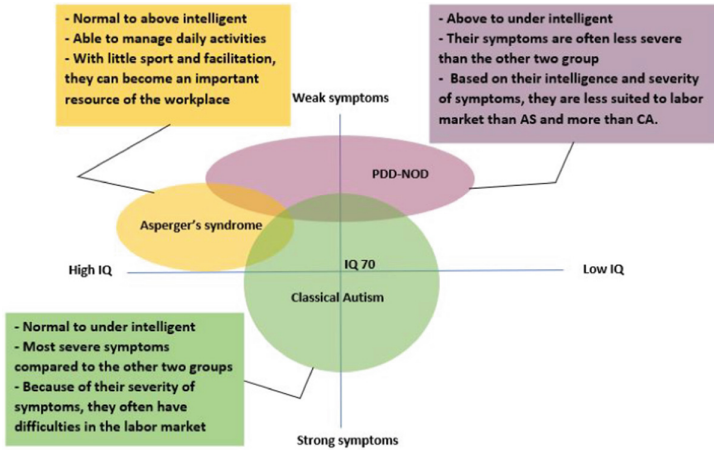 - Normal to above intelligent
- Able to manage daily activities
- With little sport and facilitation,
they can become an important
resource of the workplace
- Above to under intelligent
- Their symptoms are often less severe
than the other two group
- Based on their intelligence and severity
of symptoms, they are less suited to labor
market than AS and more than CA.
Weak symptoms
PDD-NOD
Asperger's syndrome
High IQ
IQ 70
Low IQ
Classical Autism
- Normal to under intelligent
- Most severe symptoms
compared to the other two groups
- Because of their severity of
symptoms, they often have
difficulties in the labor market
Strong symptoms